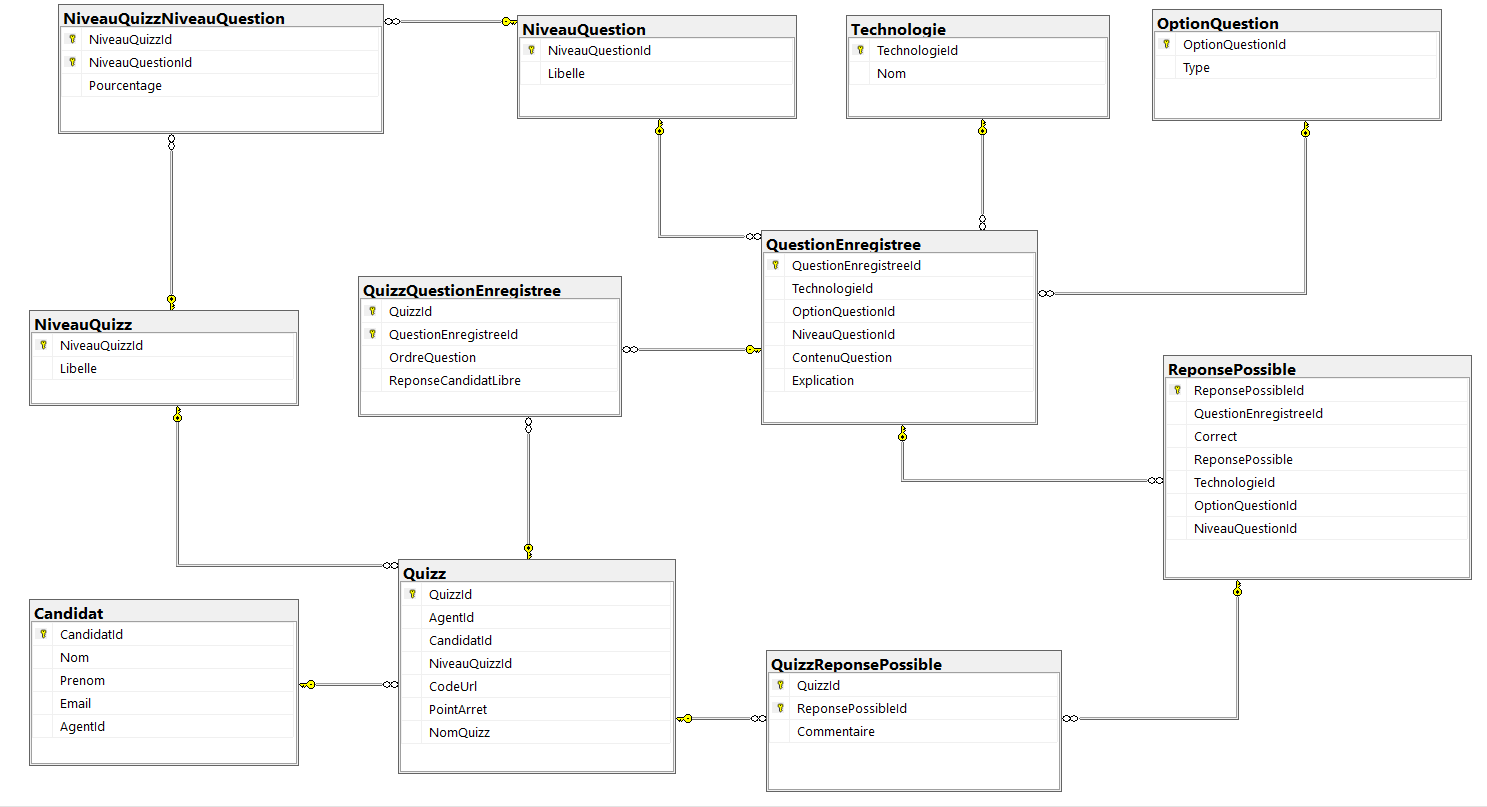 NiveauQuizzNiveauQuestion
NiveauQuizzId
NiveauQuestionId
Pourcentage
NiveauQuestion
NiveauQuestionId
Libelle
Technologie
TechnologieId
Nom
OptionQuestion
OptionQuestionId
Type
QuestionEnregistree
QuestionEnregistreeId
TechnologieId
OptionQuestionId
NiveauQuestionId
ContenuQuestion
Explication
QuizzQuestionEnregistree
QuizzId
QuestionEnregistreeId
OrdreQuestion
ReponseCandidatLibre
NiveauQuizz
NiveauQuizzId
Libelle
ReponsePossible
ReponsePossibleId
QuestionEnregistreeId
Correct
ReponsePossible
TechnologieId
OptionQuestionId
NiveauQuestionId
Quizz
QuizzId
AgentId
CandidatId
NiveauQuizzId
CodeUrl
PointArret
NomQuizz
Candidat
CandidatId
Nom
Prenom
Email
AgentId
QuizzReponsePossible
QuizzId
ReponsePossibleId
Commentaire